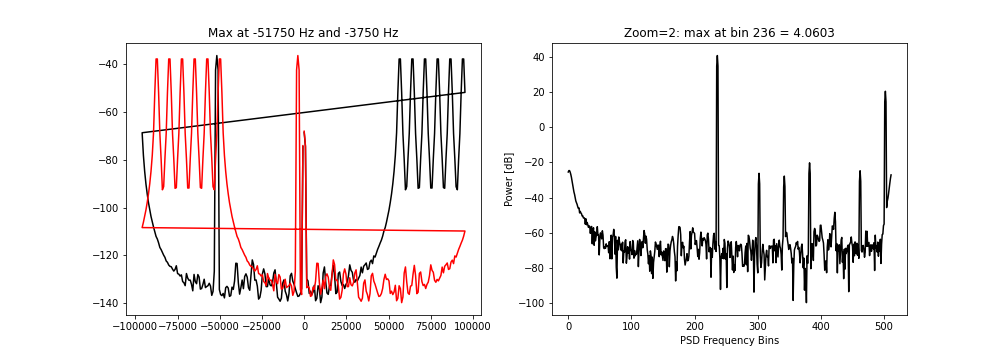 Max at -51750 Hz and -3750 Hz
−40
−60
−80
−100
−120
−140
−100000 −75000 −50000 −25000 0 25000 50000 75000 100000
Zoom=2: max at bin 236 = 4.0603
Power [dB]
40
20
0
−20
−40
−60
−80
−100
0 100 200 300 400 500
PSD Frequency Bins